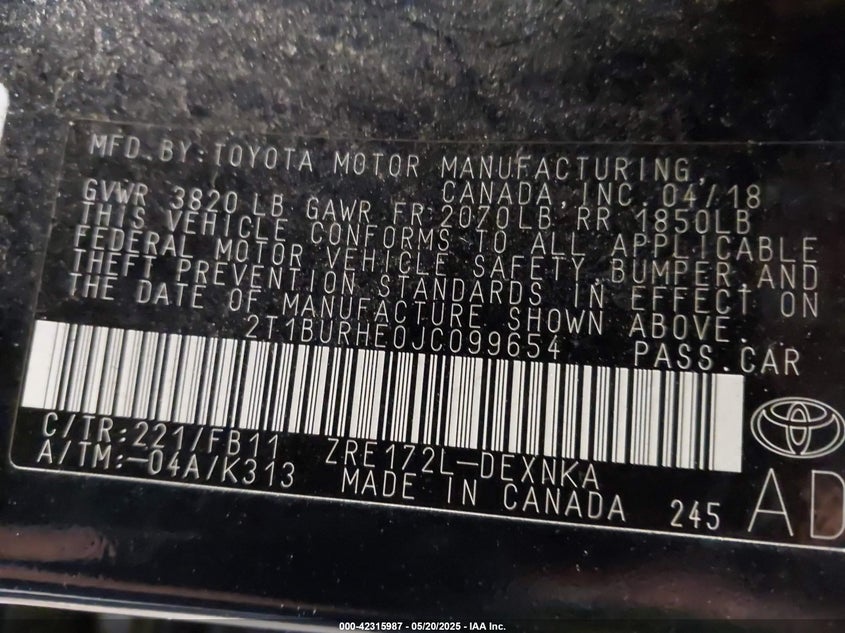 MFD.BY:TOYOTA MOTOR MANUFACTURING,
CANADA,INC. 04/18
GVWR 3820 LB GAWR FR 2070LB RR 1850LB
THIS VEHICLE CONFORMS TO ALL APPLICABLE
FEDERAL MOTOR VEHICLE SAFETY,BUMPER,AND
THEFT PREVENTION STANDARDS IN EFFECT ON
THE DATE OF MANUFACTURE SHOWN ABOVE.
2T1BURHE0JC099654 PASS.CAR
C/TR:221/FB11 ZRE172L-DEXNKA
A/TM:-04A/K313 MADE IN CANADA 245 AD
000-42315987 - 05/20/2025 - IAA Inc.